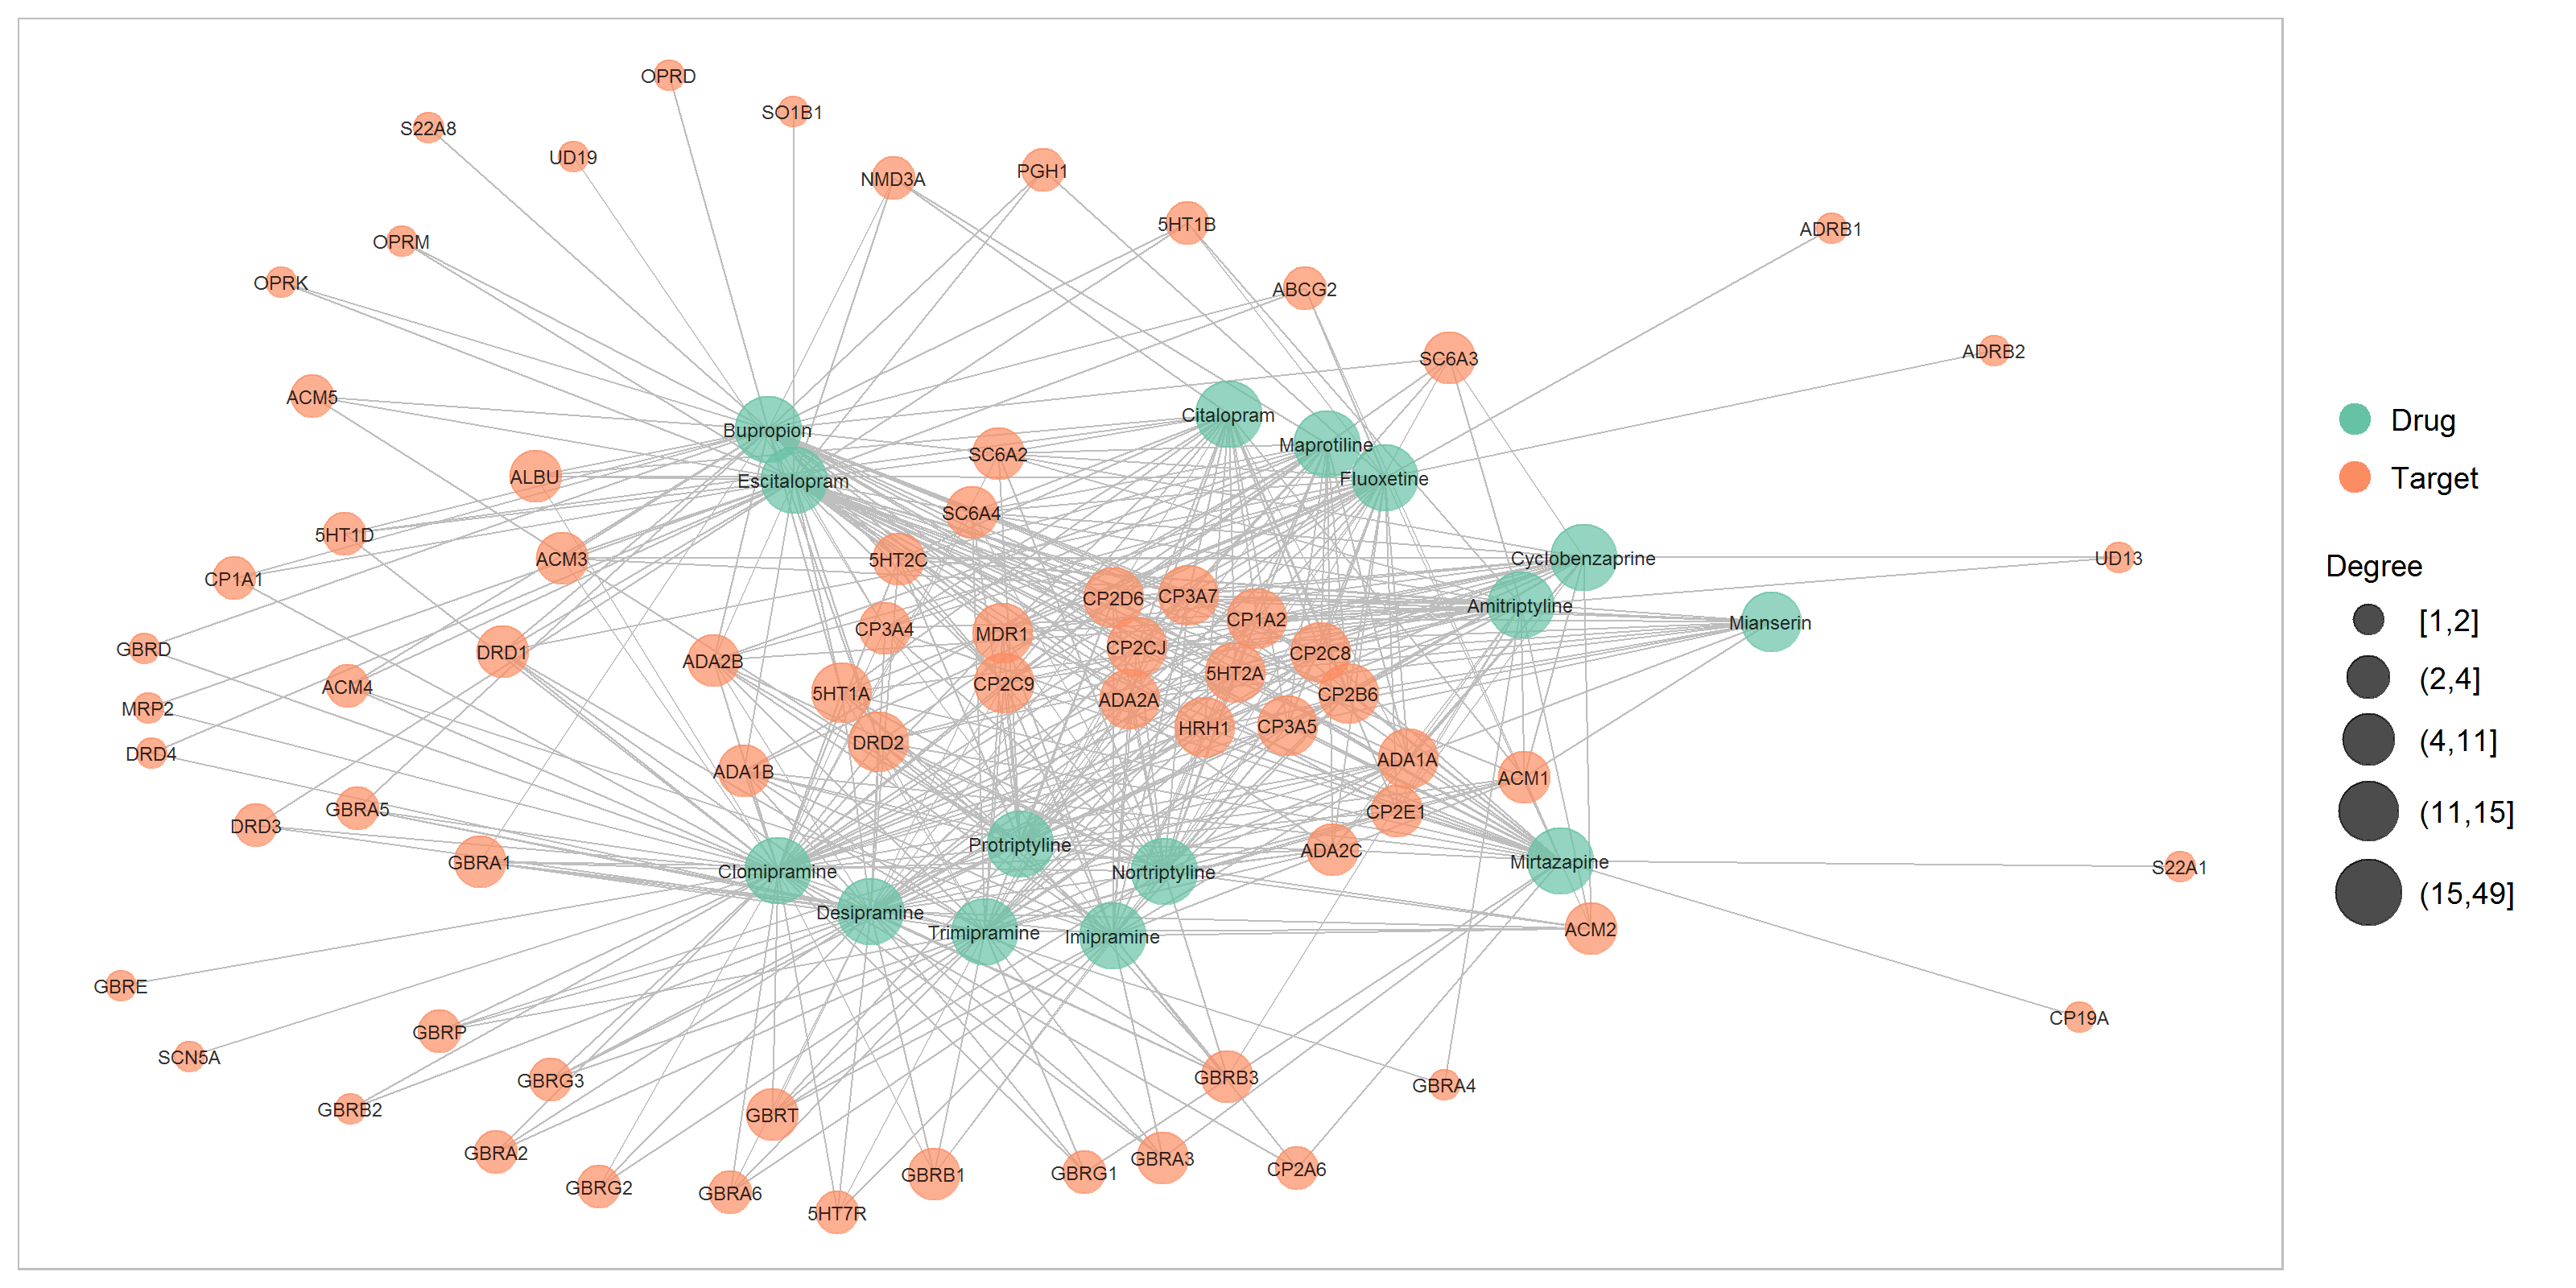 OPRD
SO1B1
S22A8
UD19
NMD3A
PGH1
5HT1B
ADRB1
OPRM
OPRK
ABCG2
SC6A3
ADRB2
ACM5
Citalopram
Bupropion
Maprotiline
SC6A2
ALBU
Escitalopram
Fluoxetine
SC6A4
5HT1D
ACM3
5HT2C
Cyclobenzaprine
UD13
CP1A1
CP2D6
CP3A7
Amitriptyline
CP1A2
Mianserin
CP3A4
MDR1
GBRD
DRD1
CP2CJ
CP2C8
ADA2B
5HT2A
CP2C9
ACM4
5HT1A
CP2B6
ADA2A
MRP2
HRH1
CP3A5
DRD2
DRD4
ADA1A
ADA1B
ACM1
GBRA5
CP2E1
DRD3
Protriptyline
ADA2C
GBRA1
Mirtazapine
S22A1
Clomipramine
Nortriptyline
Desipramine
ACM2
Trimipramine
Imipramine
GBRE
CP19A
GBRP
SCN5A
GBRG3
GBRB3
GBRA4
GBRB2
GBRT
GBRA2
GBRA3
CP2A6
GBRG1
GBRB1
GBRG2
GBRA6
5HT7R
Drug
Target
Degree
[1,2]
(2,4]
(4,11]
(11,15]
(15,49]